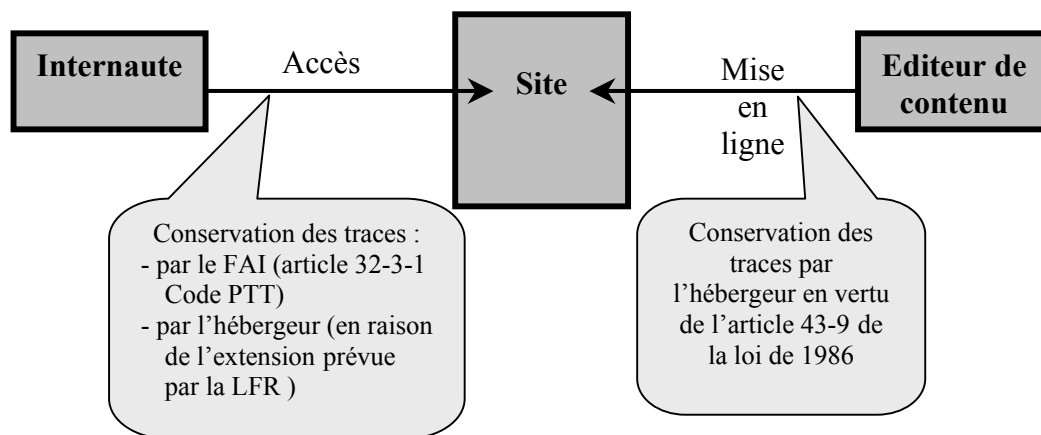 Internaute
Accès
Site
Mise
en
ligne
Editeur de
contenu
Conservation des traces :
- par le FAI (article 32-3-1
Code PTT)
- par l’hébergeur (en raison
de l’extension prévue
par la LFR )
Conservation des
traces par
l’hébergeur en vertu
de l’article 43-9 de
la loi de 1986